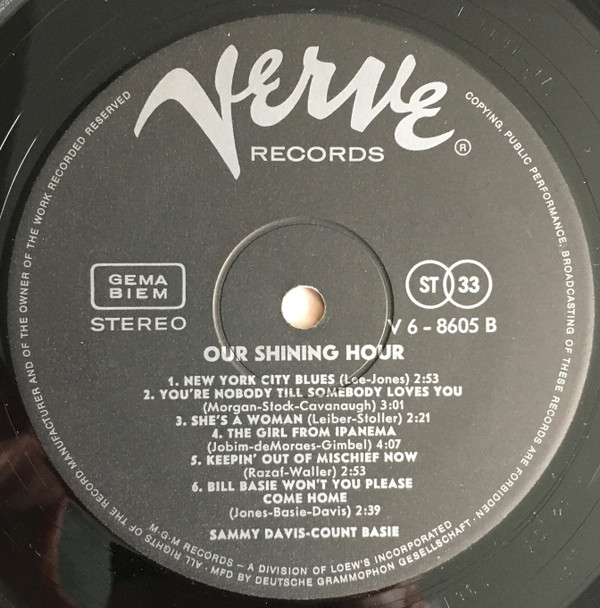 Verve
RECORDS ®
GEMA
BIEM
STEREO
ST 33
V 6 - 8605 B
OUR SHINING HOUR
1. NEW YORK CITY BLUES (Lee-Jones) 2:53
2. YOU'RE NOBODY TILL SOMEBODY LOVES YOU
(Morgan-Stock-Cavanaugh) 3:01
3. SHE'S A WOMAN (Leiber-Stoller) 2:21
4. THE GIRL FROM IPANEMA
(Jobim-deMoraes-Gimbel) 4:07
5. KEEPIN' OUT OF MISCHIEF NOW
(Razaf-Waller) 2:53
6. BILL BASIE WON'T YOU PLEASE
COME HOME
(Jones-Basie-Davis) 2:39
SAMMY DAVIS-COUNT BASIE
M·G·M RECORDS – A DIVISION OF LOEW'S INCORPORATED
ALL RIGHTS OF THE RECORD MANUFACTURER AND OF THE OWNER OF THE WORK RECORDED RESERVED
COPYING, PUBLIC PERFORMANCE, BROADCASTING OF THESE RECORDS ARE FORBIDDEN
· MFD BY DEUTSCHE GRAMMOPHON GESELLSCHAFT ·